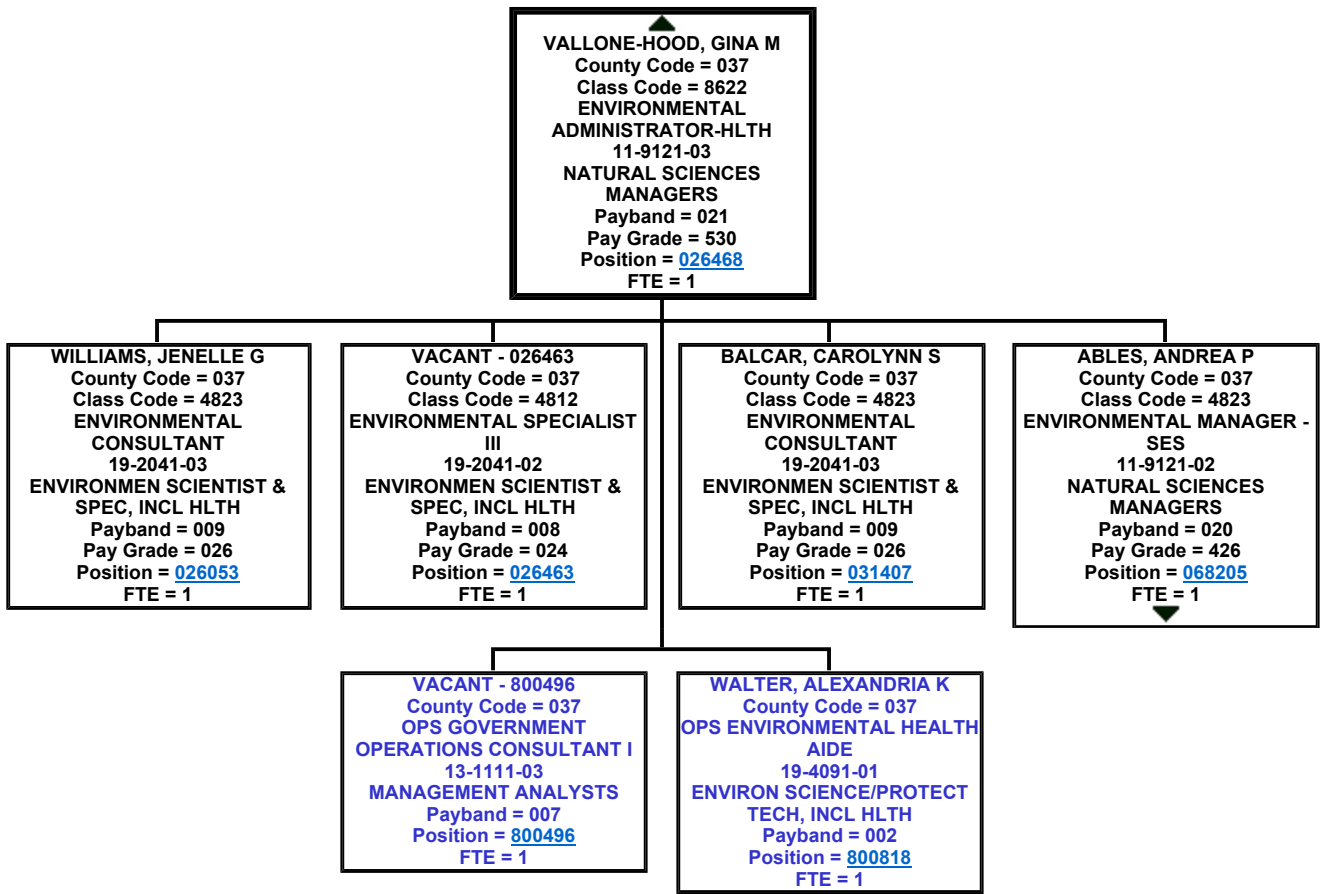 VALLONE-HOOD, GINA M
County Code = 037
Class Code = 8622
ENVIRONMENTAL
ADMINISTRATOR-HLTH
11-9121-03
NATURAL SCIENCES
MANAGERS
Payband = 021
Pay Grade = 530
Position = 026468
FTE = 1
WILLIAMS, JENELLE G
County Code = 037
Class Code = 4823
ENVIRONMENTAL
CONSULTANT
19-2041-03
ENVIRONMEN SCIENTIST &
SPEC, INCL HLTH
Payband = 009
Pay Grade = 026
Position = 026053
FTE = 1
VACANT - 026463
County Code = 037
Class Code = 4812
ENVIRONMENTAL SPECIALIST
III
19-2041-02
ENVIRONMEN SCIENTIST &
SPEC, INCL HLTH
Payband = 008
Pay Grade = 024
Position = 026463
FTE = 1
BALCAR, CAROLYNN S
County Code = 037
Class Code = 4823
ENVIRONMENTAL
CONSULTANT
19-2041-03
ENVIRONMEN SCIENTIST &
SPEC, INCL HLTH
Payband = 009
Pay Grade = 026
Position = 031407
FTE = 1
ABLES, ANDREA P
County Code = 037
Class Code = 4823
ENVIRONMENTAL MANAGER -
SES
11-9121-02
NATURAL SCIENCES
MANAGERS
Payband = 020
Pay Grade = 426
Position = 068205
FTE = 1
VACANT - 800496
County Code = 037
OPS GOVERNMENT
OPERATIONS CONSULTANT I
13-1111-03
MANAGEMENT ANALYSTS
Payband = 007
Position = 800496
FTE = 1
WALTER, ALEXANDRIA K
County Code = 037
OPS ENVIRONMENTAL HEALTH
AIDE
19-4091-01
ENVIRON SCIENCE/PROTECT
TECH, INCL HLTH
Payband = 002
Position = 800818
FTE = 1